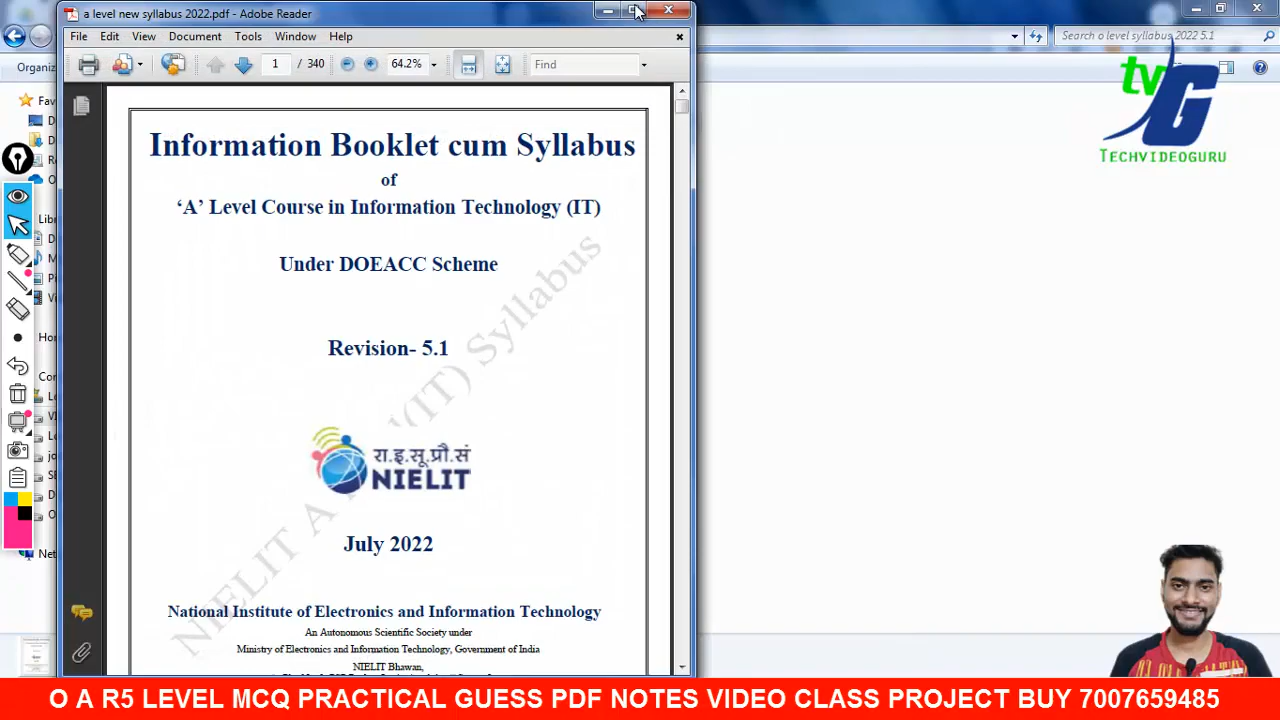 a level new syllabus 2022.pdf - Adobe Reader
File Edit View Document Tools Window Help
1 / 340 64.2% Find
Search o level syllabus 2022 5.1
Organiz
Fav
tvG
TECHVIDEOGURU
Information Booklet cum Syllabus
of
‘A’ Level Course in Information Technology (IT)
Under DOEACC Scheme
Revision- 5.1
रा.इ.सू.प्रौ.सं
NIELIT
July 2022
National Institute of Electronics and Information Technology
An Autonomous Scientific Society under
Ministry of Electronics and Information Technology, Government of India
NIELIT Bhawan,
O A R5 LEVEL MCQ PRACTICAL GUESS PDF NOTES VIDEO CLASS PROJECT BUY 7007659485